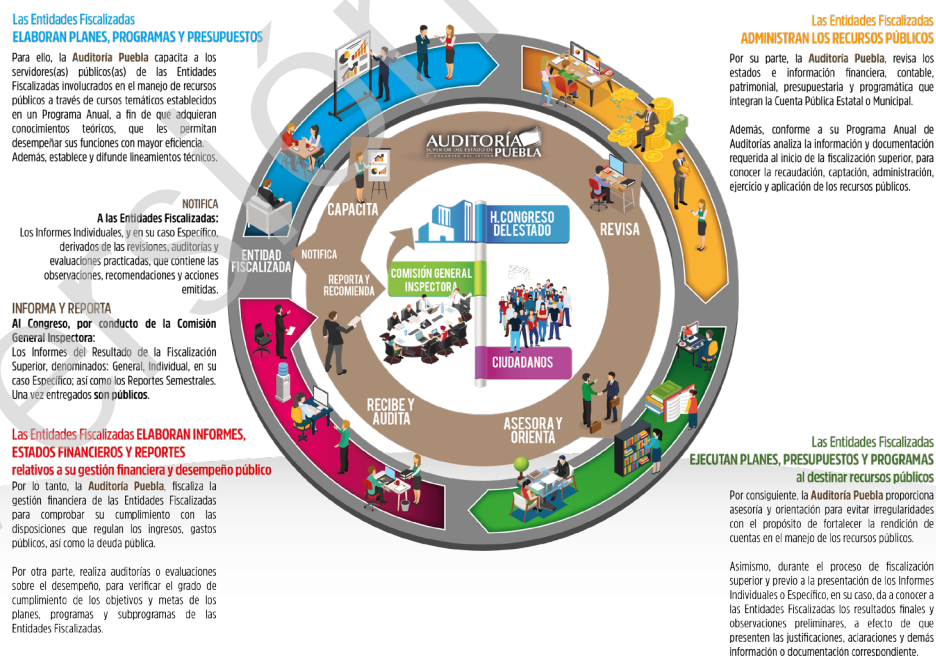 Las Entidades Fiscalizadas
ELABORAN PLANES, PROGRAMAS Y PRESUPUESTOS
Para ello, la Auditoría Puebla capacita a los
servidores(as) públicos(as) de las Entidades
Fiscalizadas involucrados en el manejo de recursos
públicos a través de cursos temáticos establecidos
en un Programa Anual, a fin de que adquieran
conocimientos teóricos, que les permitan
desempeñar sus funciones con mayor eficiencia.
Además, establece y difunde lineamientos técnicos.
NOTIFICA
A las Entidades Fiscalizadas:
Los Informes Individuales, y en su caso Específico,
derivados de las revisiones, auditorías y
evaluaciones practicadas, que contiene las
observaciones, recomendaciones y acciones
emitidas.
INFORMA Y REPORTA
Al Congreso, por conducto de la Comisión
General Inspectora:
Los Informes del Resultado de la Fiscalización
Superior, denominados: General, Individual, en su
caso Específico; así como los Reportes Semestrales.
Una vez entregados son públicos.
Las Entidades Fiscalizadas ELABORAN INFORMES,
ESTADOS FINANCIEROS Y REPORTES
relativos a su gestión financiera y desempeño público
Por lo tanto, la Auditoría Puebla, fiscaliza la
gestión financiera de las Entidades Fiscalizadas
para comprobar su cumplimiento con las
disposiciones que regulan los ingresos, gastos
públicos, así como la deuda pública.
Por otra parte, realiza auditorías o evaluaciones
sobre el desempeño, para verificar el grado de
cumplimiento de los objetivos y metas de los
planes, programas y subprogramas de las
Entidades Fiscalizadas.
AUDITORÍA
SUPERIOR DEL ESTADO DE
PUEBLA
CAPACITA
REVISA
ENTIDAD
FISCALIZADA
NOTIFICA
REPORTA Y
RECOMIENDA
H. CONGRESO
DEL ESTADO
COMISIÓN GENERAL
INSPECTORA
CIUDADANOS
RECIBE Y
AUDITA
ASESORA Y
ORIENTA
Las Entidades Fiscalizadas
ADMINISTRAN LOS RECURSOS PÚBLICOS
Por su parte, la Auditoría Puebla, revisa los
estados e información financiera, contable,
patrimonial, presupuestaria y programática que
integran la Cuenta Pública Estatal o Municipal.
Además, conforme a su Programa Anual de
Auditorías analiza la información y documentación
requerida al inicio de la fiscalización superior, para
conocer la recaudación, captación, administración,
ejercicio y aplicación de los recursos públicos.
Las Entidades Fiscalizadas
EJECUTAN PLANES, PRESUPUESTOS Y PROGRAMAS
al destinar recursos públicos
Por consiguiente, la Auditoría Puebla proporciona
asesoría y orientación para evitar irregularidades
con el propósito de fortalecer la rendición de
cuentas en el manejo de los recursos públicos.
Asimismo, durante el proceso de fiscalización
superior y previo a la presentación de los Informes
Individuales o Específico, en su caso, da a conocer a
las Entidades Fiscalizadas los resultados finales y
observaciones preliminares, a efecto de que
presenten las justificaciones, aclaraciones y demás
información o documentación correspondiente.